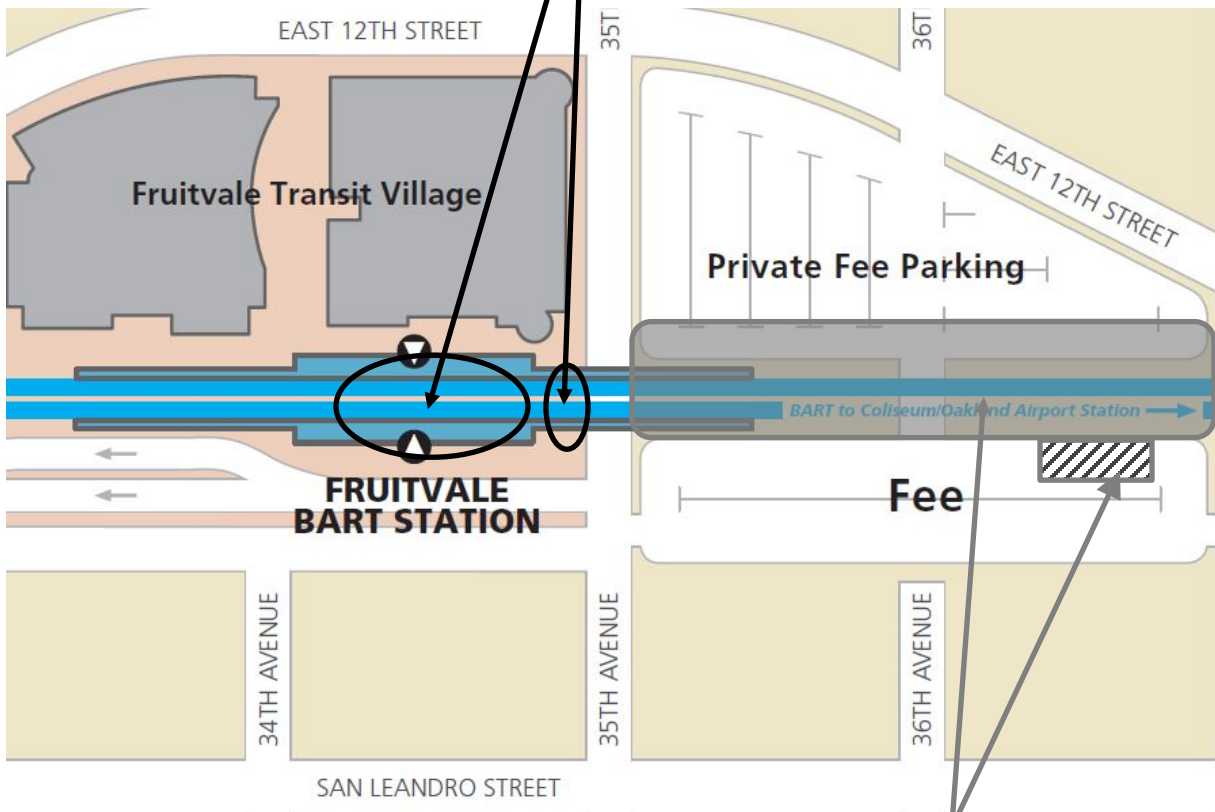 EAST 12TH STREET
35T
36T
EAST 12TH STREET
Fruitvale Transit Village
Private Fee Parking
BART to Coliseum/Oakland Airport Station
FRUITVALE
BART STATION
Fee
34TH AVENUE
35TH AVENUE
36TH AVENUE
SAN LEANDRO STREET